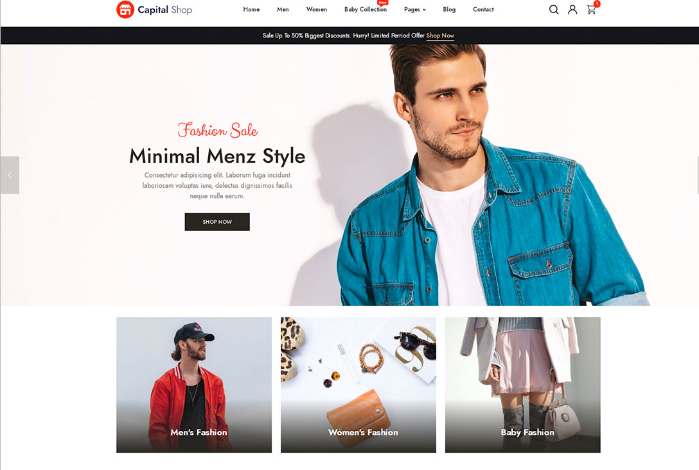 Capital Shop
Home Men Women Baby Collection New Pages Blog Contact 1
Sale Up To 50% Biggest Discounts. Hurry! Limited Perriod Offer Shop Now
Fashion Sale
Minimal Menz Style
Consectetur adipisicing elit. Laborum fuga incidunt
laboriosam voluptas iure, delectus dignissimos facilis
neque nulla earum.
SHOP NOW
Men's Fashion
Women's Fashion
Baby Fashion